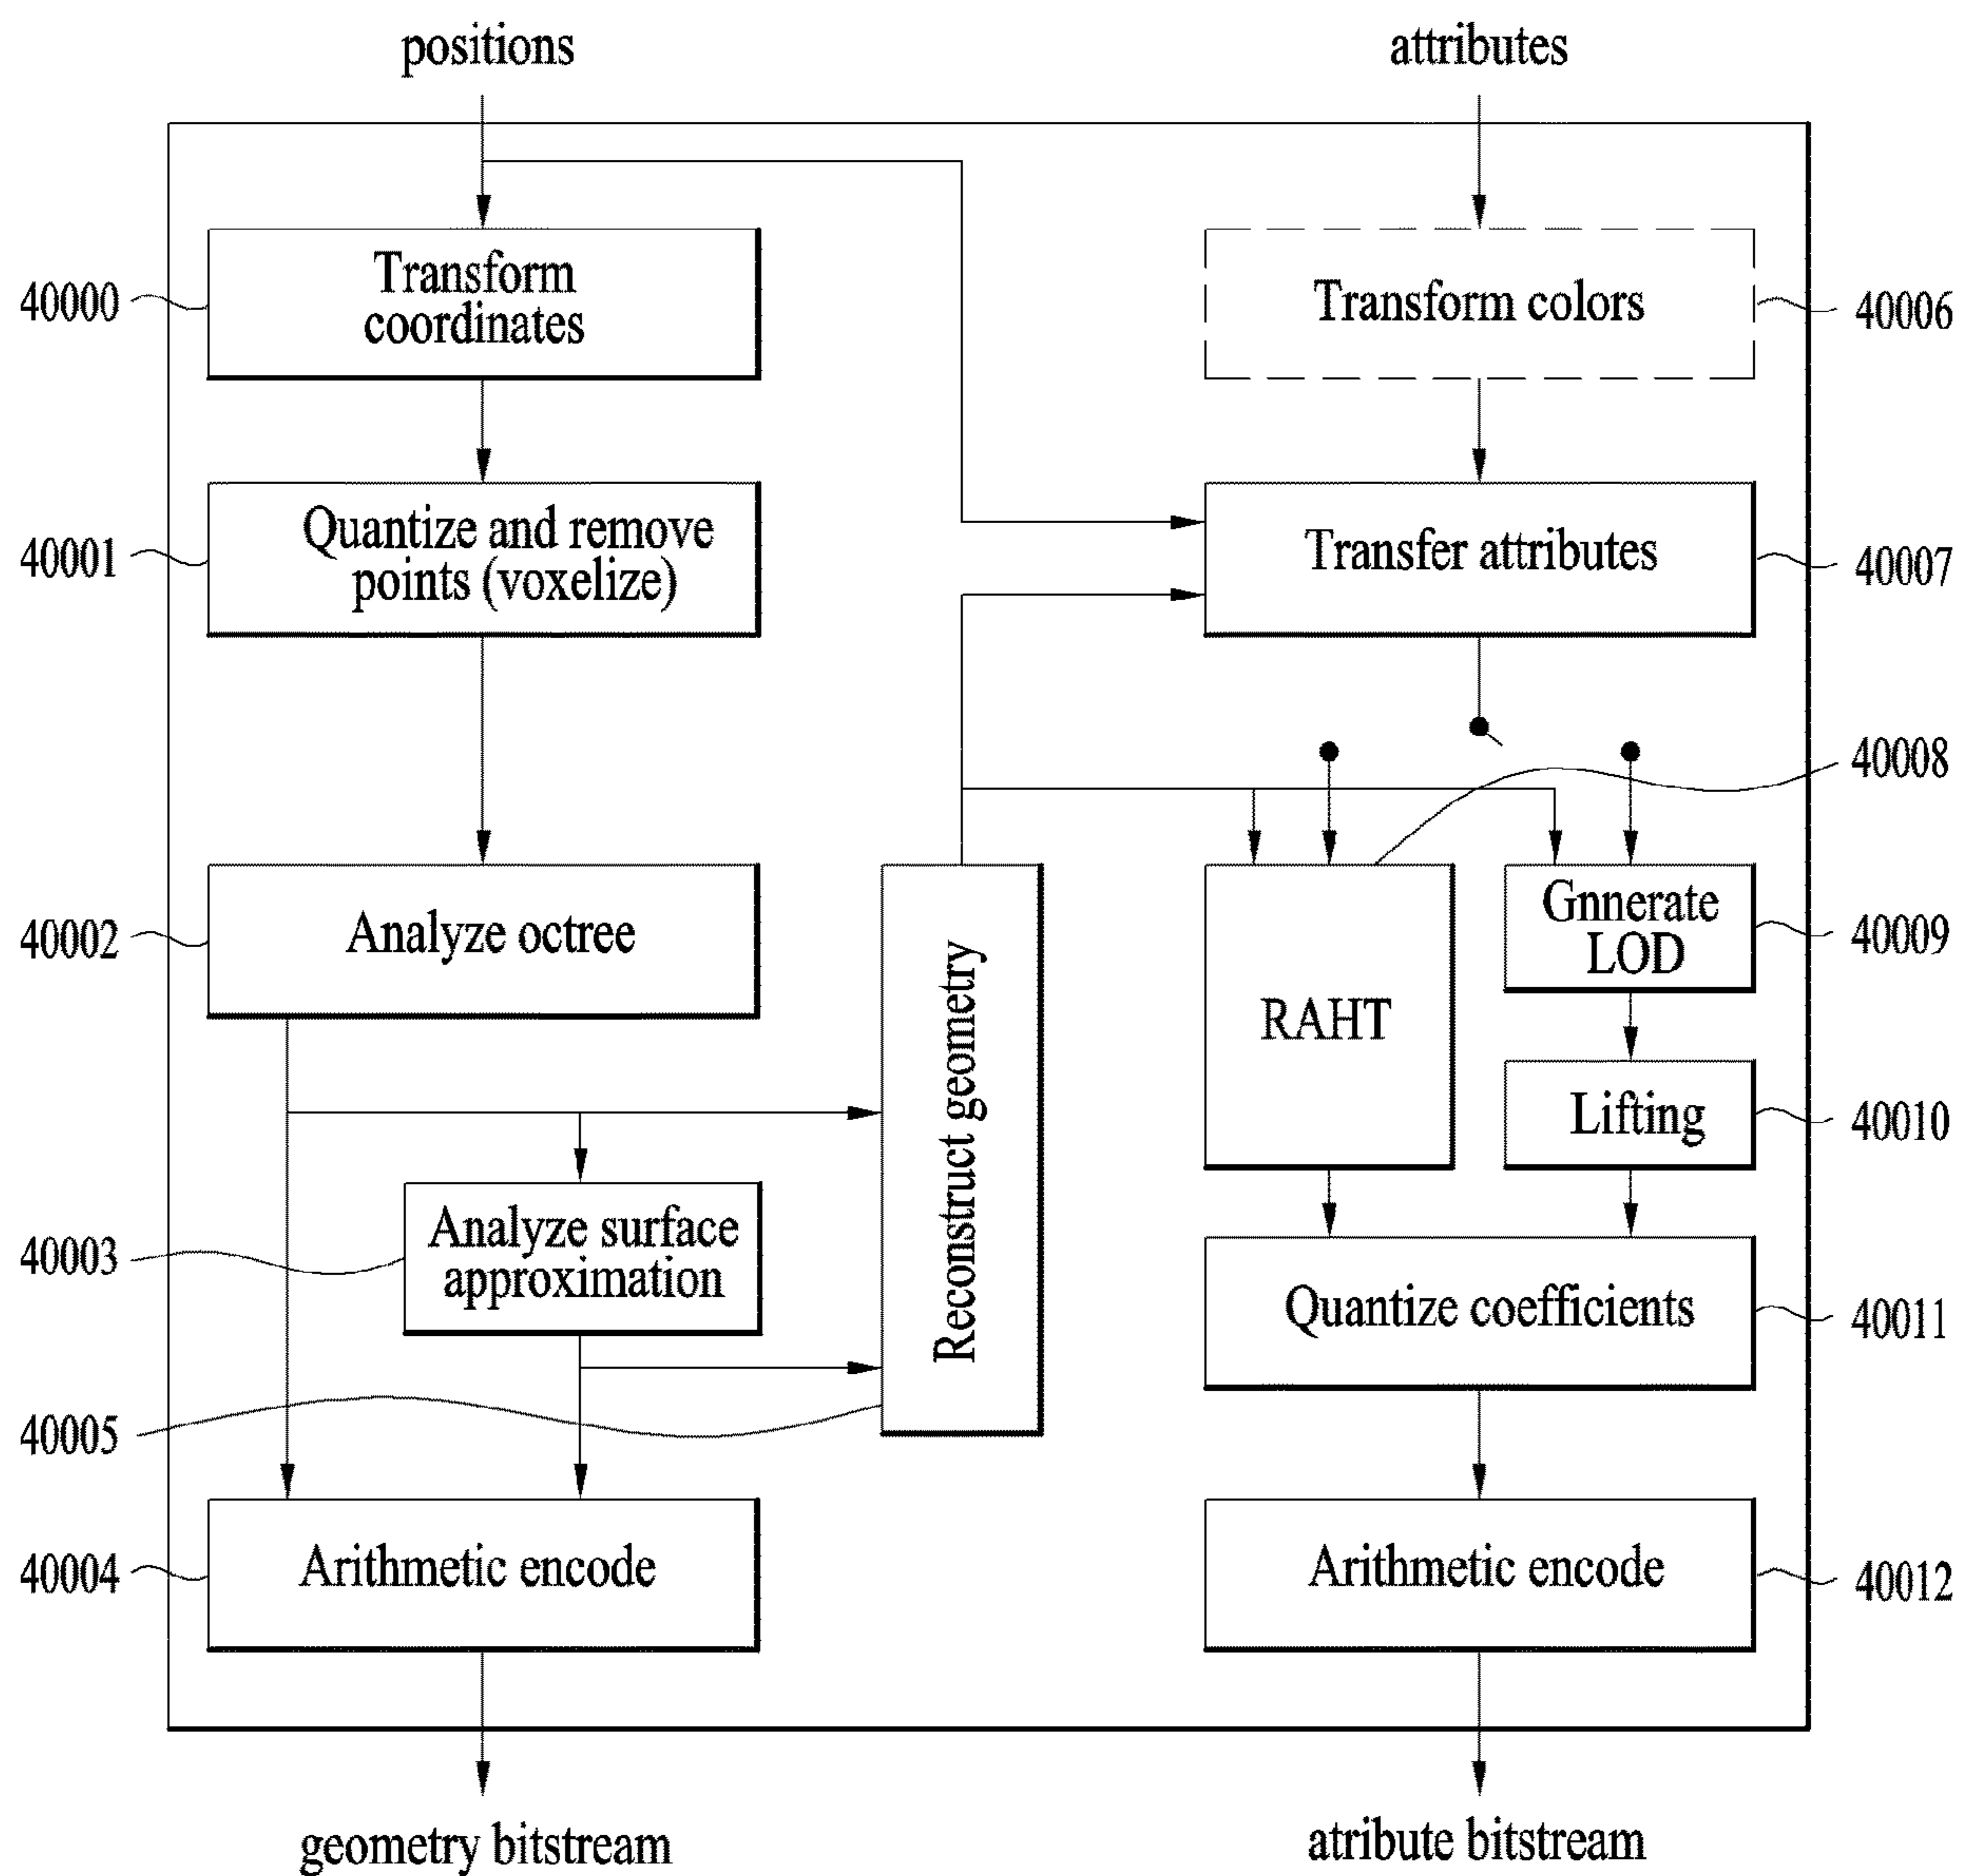 positions
attributes
Transform
coordinates
40000
Transform colors
40006
Quantize and remove
points (voxelize)
40001
Transfer attributes
40007
40008
Analyze octree
40002
Reconstruct geometry
RAHT
Gnnerate
LOD
40009
Lifting
40010
Analyze surface
approximation
40003
Quantize coefficients
40011
40005
Arithmetic encode
40004
Arithmetic encode
40012
geometry bitstream
atribute bitstream